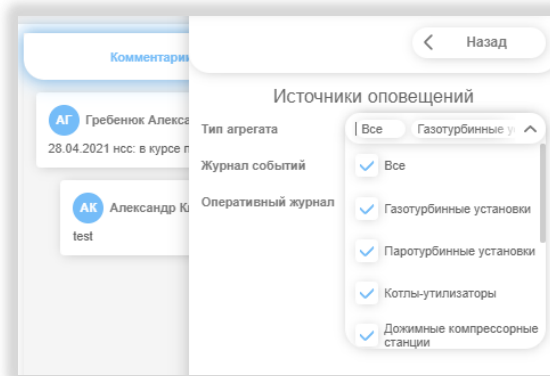 Назад
Комментарии
Источники оповещений
АГ
Гребенюк Алекса
28.04.2021 нсс: в курсе
Тип агрегата
Все
Газотурбинные
Журнал событий
Все
АК
Александр
test
Оперативный журнал
Газотурбинные установки
Паротурбинные установки
Котлы-утилизаторы
Дожимные компрессорные
станции